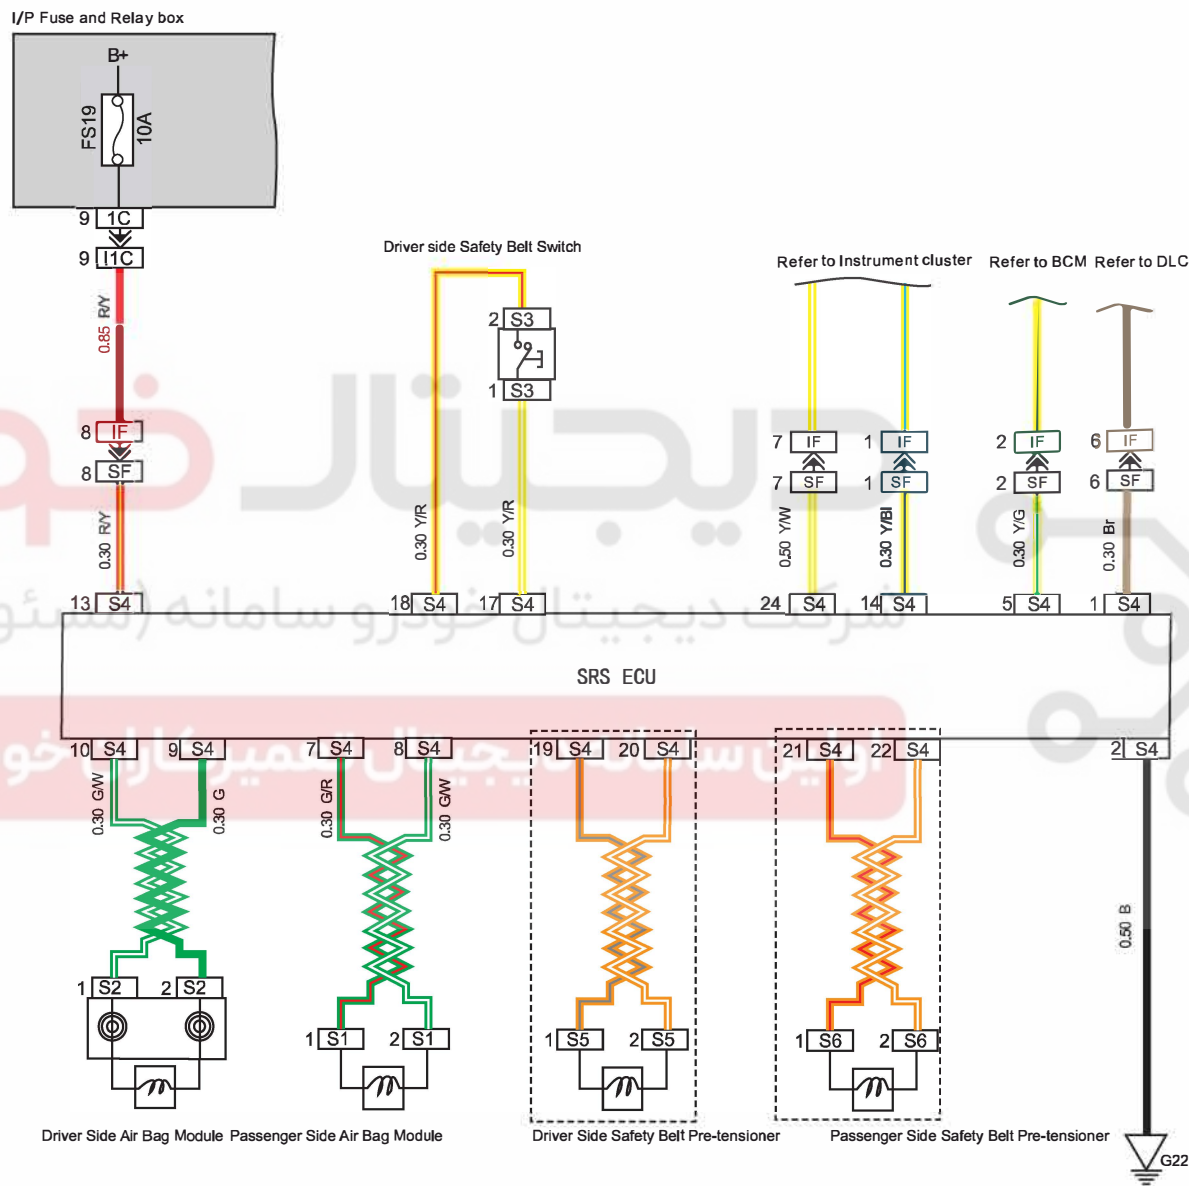 I/P Fuse and Relay box
B+
FS19
10A
9 1C
9 I1C
0.85 R/Y
8 IF
8 SF
0.30 R/Y
13 S4
Driver side Safety Belt Switch
2 S3
1 S3
0.30 Y/R
0.30 Y/R
18 S4
17 S4
Refer to Instrument cluster
Refer to BCM
Refer to DLC
7 IF
1 IF
2 IF
6 IF
7 SF
1 SF
2 SF
6 SF
0.50 Y/W
0.30 Y/Bl
0.30 Y/G
0.30 Br
24 S4
14 S4
5 S4
1 S4
دیجیتال خو
شرکت دیجیتال خودرو سامانه (مسئو
SRS ECU
10 S4
9 S4
7 S4
8 S4
19 S4
20 S4
21 S4
22 S4
2 S4
0.30 G/W
0.30 G
0.30 G/R
0.30 G/W
0.50 B
1 S2
2 S2
1 S1
2 S1
1 S5
2 S5
1 S6
2 S6
Driver Side Air Bag Module
Passenger Side Air Bag Module
Driver Side Safety Belt Pre-tensioner
Passenger Side Safety Belt Pre-tensioner
G22